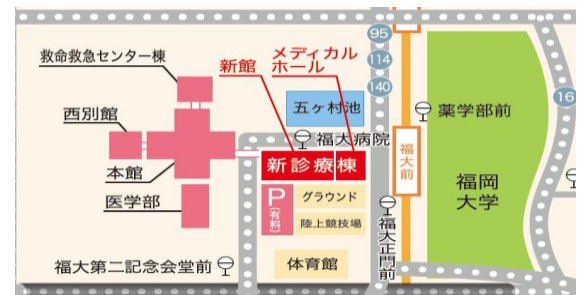 救命救急センター棟
新館
メディカル
ホール
95
114
140
16
西別館
五ヶ村池
薬学部前
福大病院
本館
新診療棟
福大前
医学部
P
(有料)
グラウンド
陸上競技場
福岡
大学
福大正門前
福大第二記念会堂前
体育館